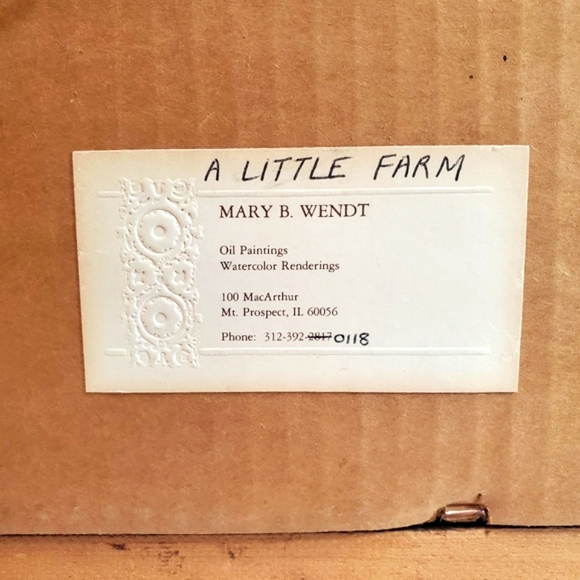 A LITTLE FARM
MARY B. WENDT
Oil Paintings
Watercolor Renderings
100 MacArthur
Mt. Prospect, IL 60056
Phone: 312-392-2817 0118